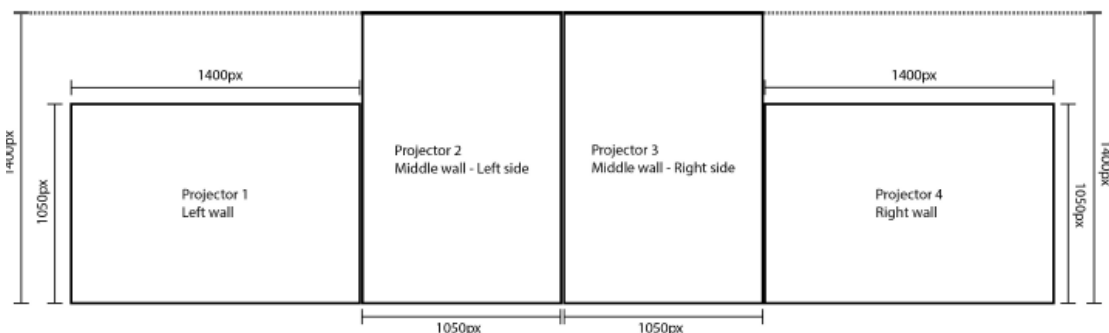 1400px
1400px
1400px
1050px
Projector 1
Left wall
Projector 2
Middle wall - Left side
Projector 3
Middle wall - Right side
Projector 4
Right wall
1050px
1400px
1050px
1050px